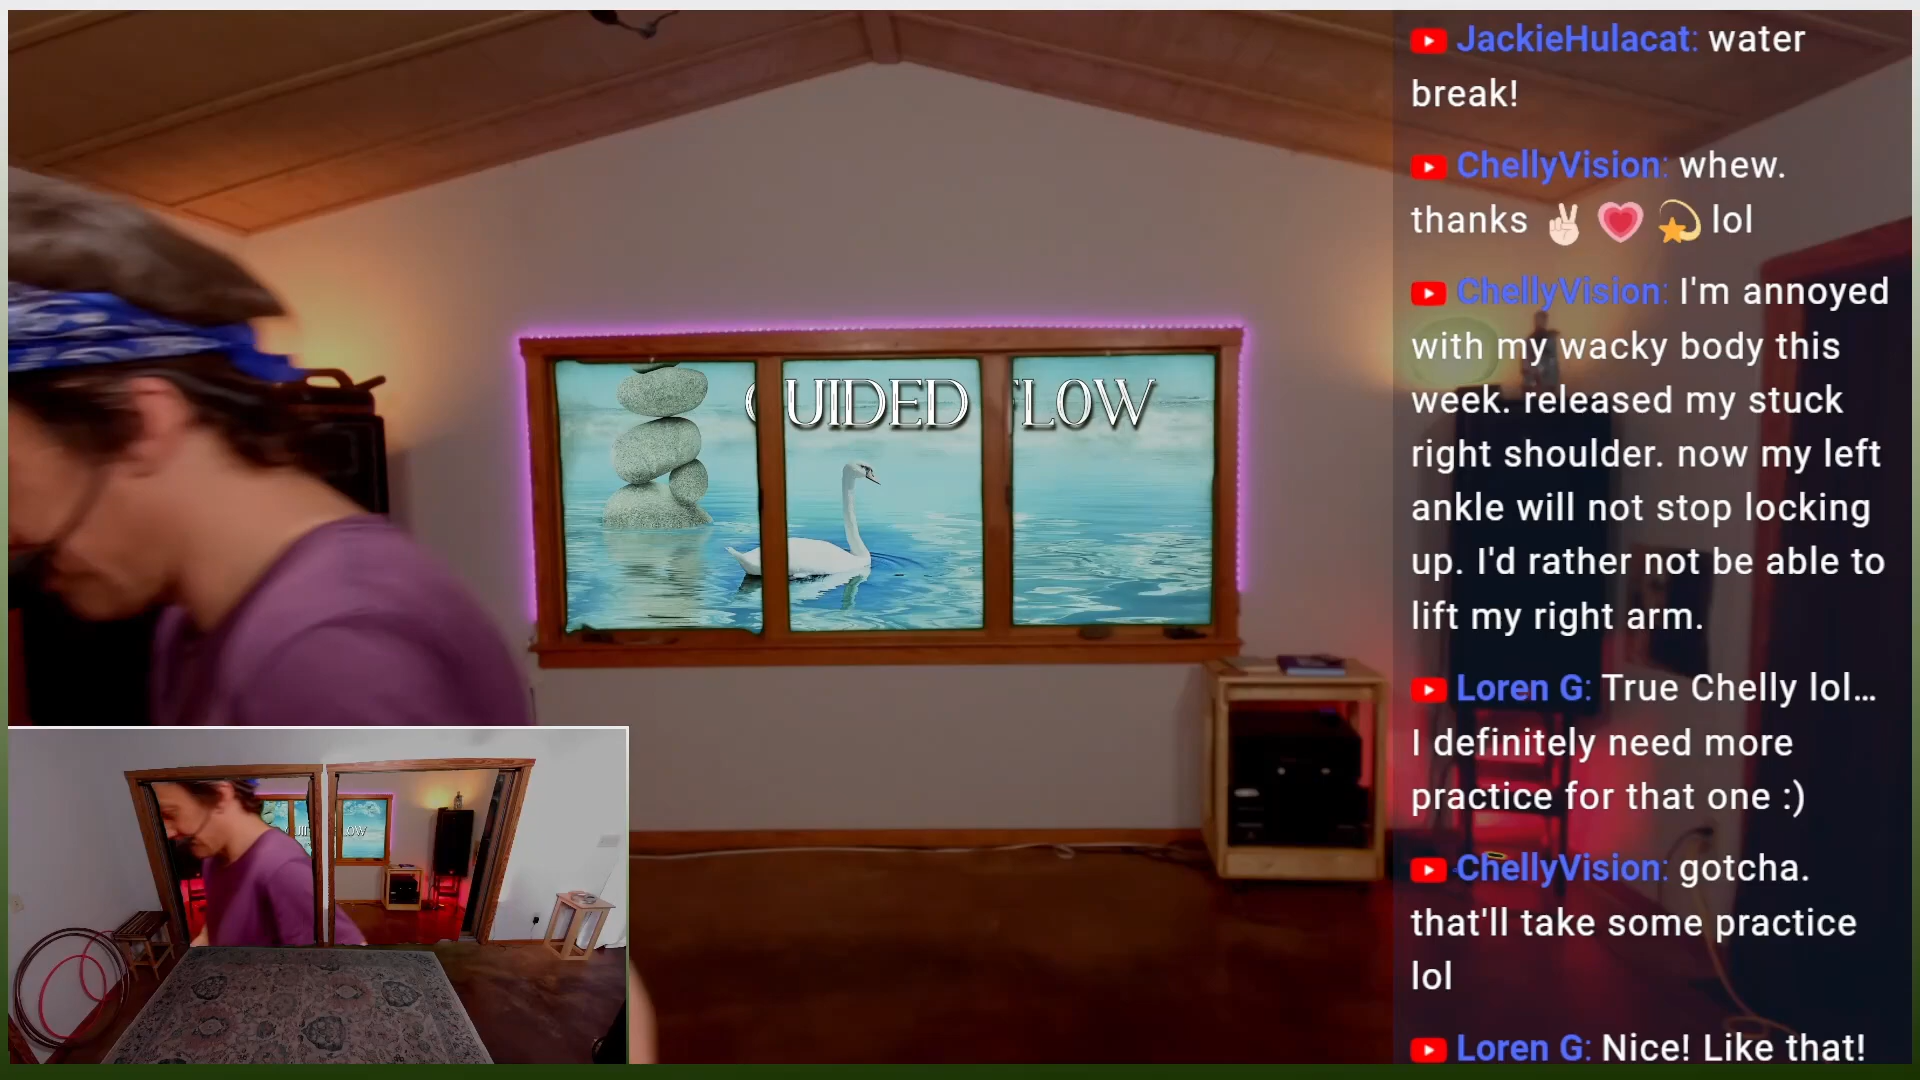 GUIDED FLOW
JackieHulacat: water
break!
ChellyVision: whew.
thanks ✌🏻 💗 💫 lol
ChellyVision: I'm annoyed
with my wacky body this
week. released my stuck
right shoulder. now my left
ankle will not stop locking
up. I'd rather not be able to
lift my right arm.
Loren G: True Chelly lol...
I definitely need more
practice for that one :)
ChellyVision: gotcha.
that'll take some practice
lol
Loren G: Nice! Like that!